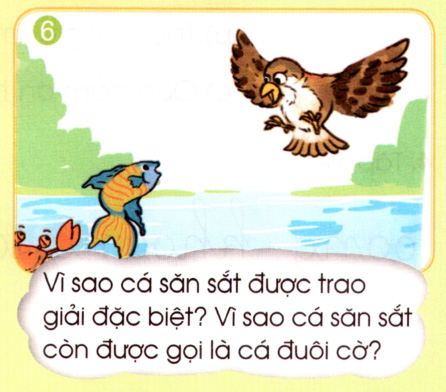 6
Vì sao cá săn sắt được trao
giải đặc biệt? Vì sao cá săn sắt
còn được gọi là cá đuôi cờ?